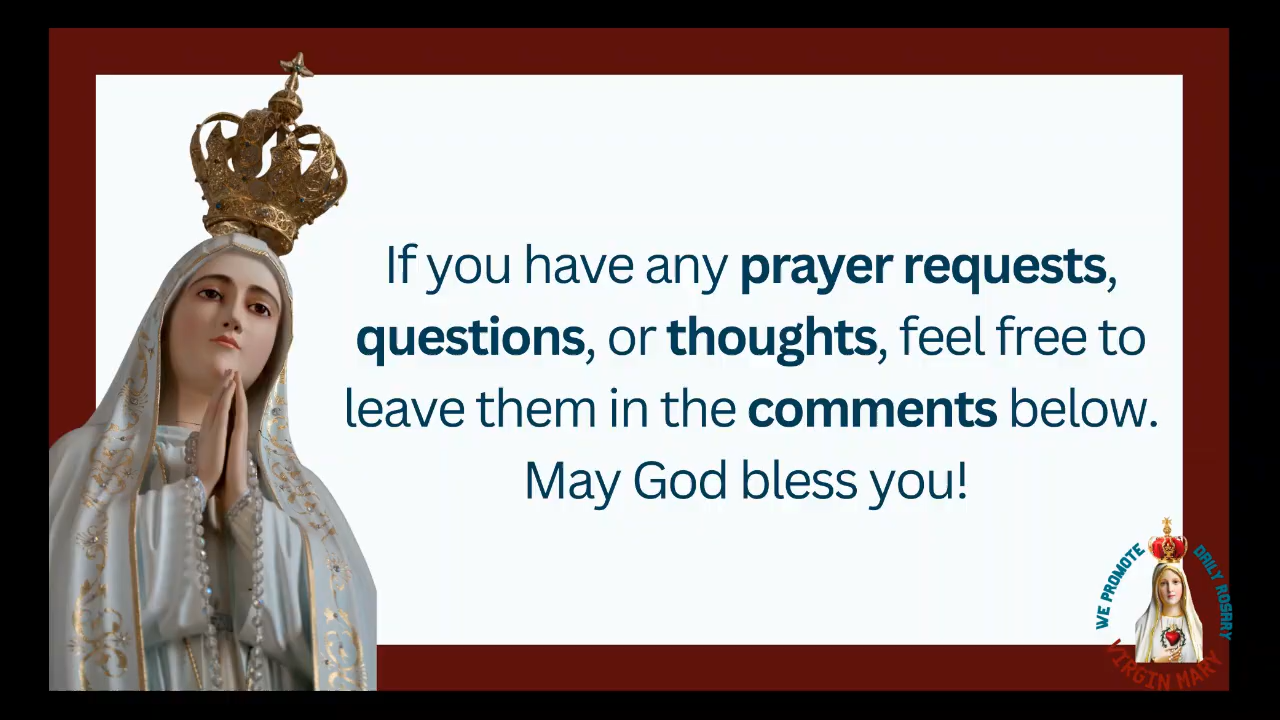 If you have any prayer requests,
questions, or thoughts, feel free to
leave them in the comments below.
May God bless you!
WE PROMOTE
DAILY ROSARY
VIRGIN MARY